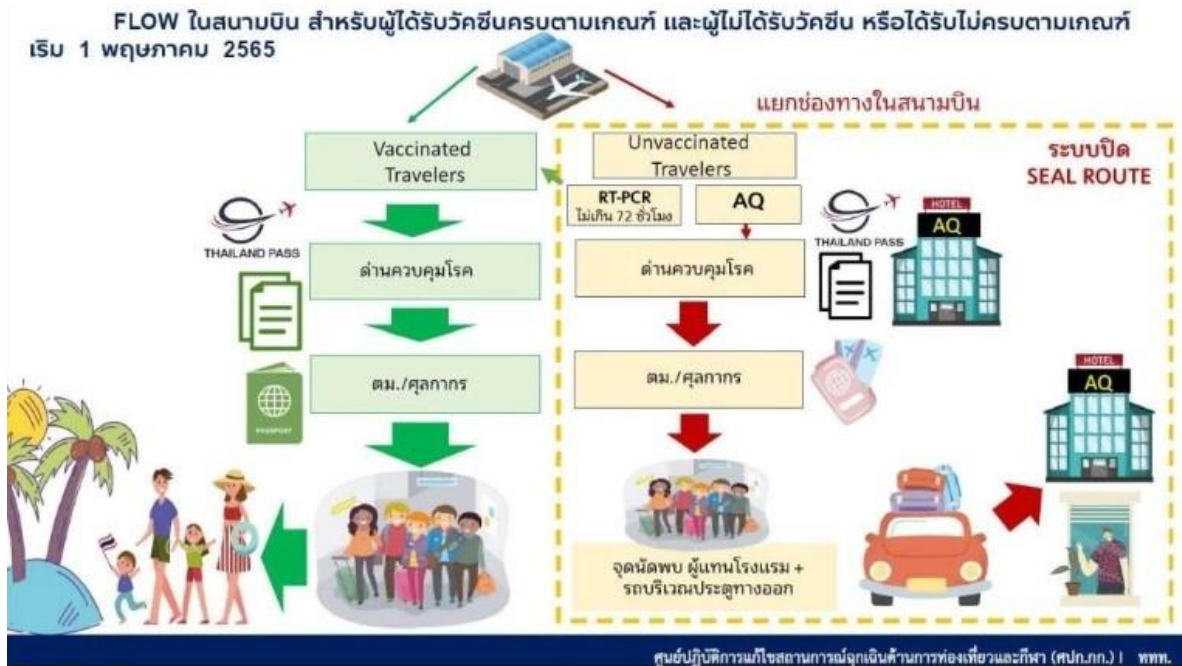 FLOW ในสนามบิน สำหรับผู้ได้รับวัคซีนครบตามเกณฑ์ และผู้ไม่ได้รับวัคซีน หรือได้รับไม่ครบตามเกณฑ์
เริ่ม 1 พฤษภาคม 2565
แยกช่องทางในสนามบิน
Vaccinated
Travelers
Unvaccinated
Travelers
ระบบปิด
SEAL ROUTE
RT-PCR
ไม่เกิน 72 ชั่วโมง
AQ
THAILAND PASS
THAILAND PASS
HOTEL
AQ
ด่านควบคุมโรค
ด่านควบคุมโรค
ตม./ศุลกากร
ตม./ศุลกากร
PASSPORT
HOTEL
AQ
จุดนัดพบ ผู้แทนโรงแรม +
รถบริเวณประตูทางออก
ศูนย์ปฏิบัติการแก้ไขสถานการณ์ฉุกเฉินด้านการท่องเที่ยวและกีฬา (ศปก.กก.) | ททท.